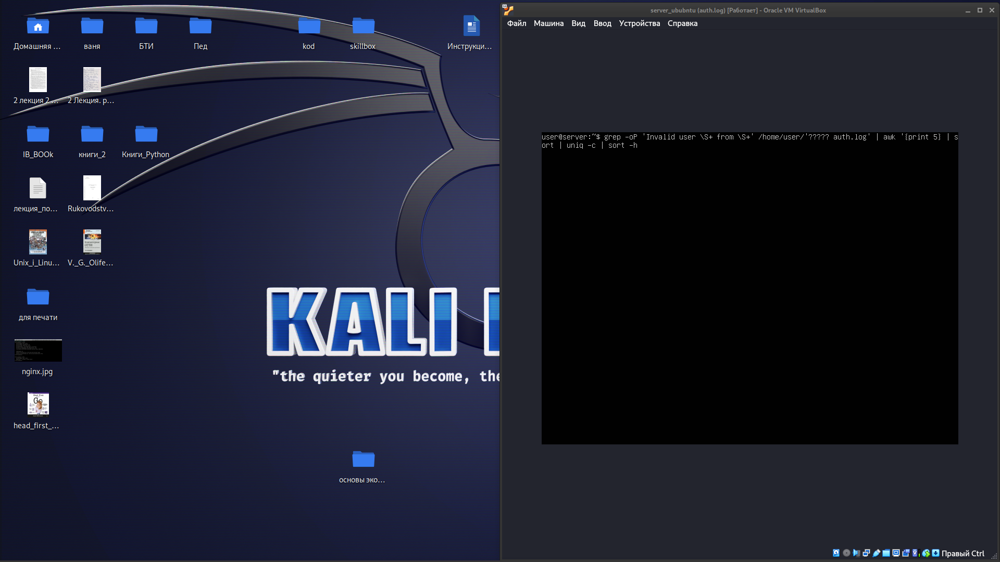 Домашняя ...
ваня
БТИ
Пед
kod
skillbox
Инструкци...
2 лекция 2 ...
2 Лекция. р...
IB_BOOk
книги_2
Книги_Python
лекция_по...
Rukovodstv...
Unix_i_Linu...
V._G._Olife...
для печати
nginx.jpg
head_first_...
основы эко...
KALI
"the quieter you become, the
server_ububntu (auth.log) [Работает] - Oracle VM VirtualBox
Файл Машина Вид Ввод Устройства Справка
user@server:~$ grep -oP 'Invalid user \S+ from \S+' /home/user/'????? auth.log' | awk '{print 5} | s
ort | uniq -c | sort -h
Правый Ctrl